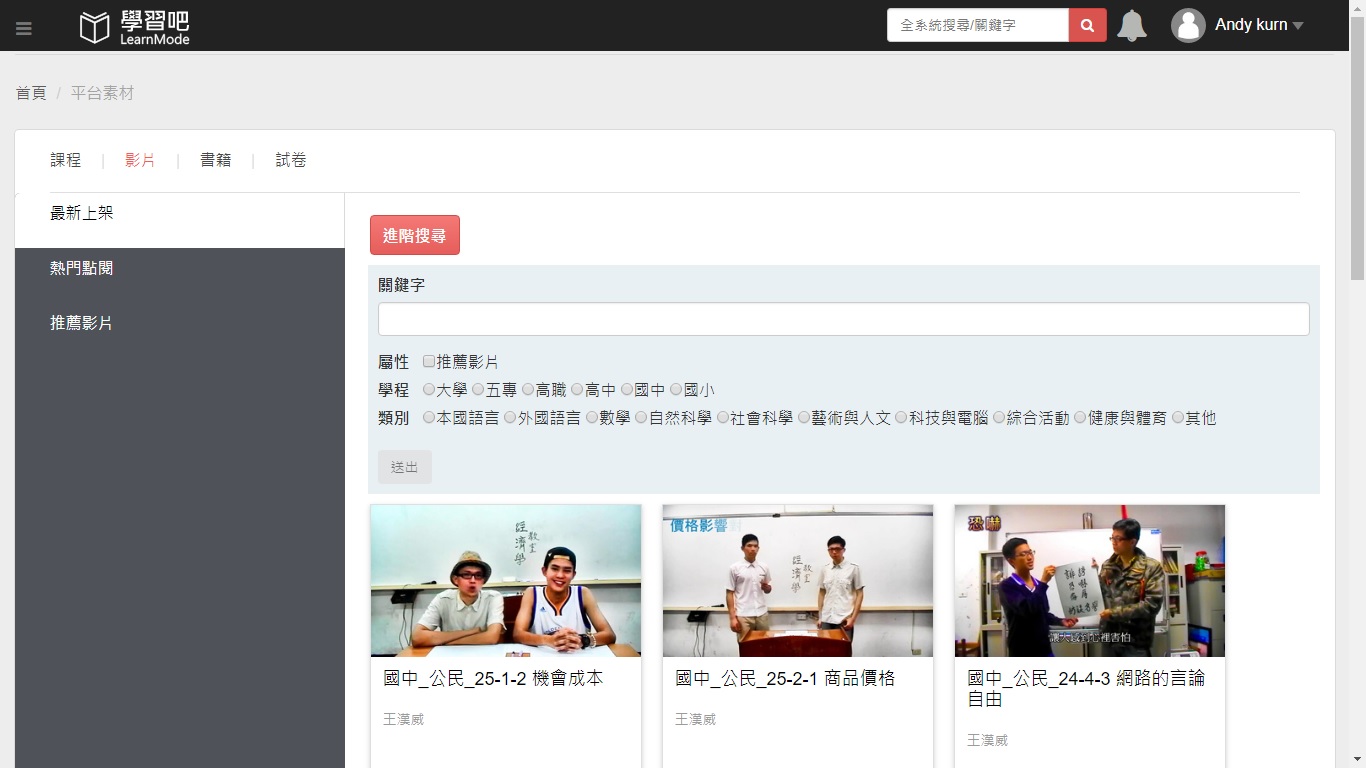 學習吧
LearnMode
全系統搜尋/關鍵字
Andy kurn
首頁 / 平台素材
課程 | 影片 | 書籍 | 試卷
最新上架
熱門點閱
推薦影片
進階搜尋
關鍵字
屬性 推薦影片
學程 大學 五專 高職 高中 國中 國小
類別 本國語言 外國語言 數學 自然科學 社會科學 藝術與人文 科技與電腦 綜合活動 健康與體育 其他
送出
經濟學
教室
國中_公民_25-1-2 機會成本
王漢威
價格影響
經濟學
教室
國中_公民_25-2-1 商品價格
王漢威
恐嚇
讓大感到心裡害怕
國中_公民_24-4-3 網路的言論
自由
王漢威